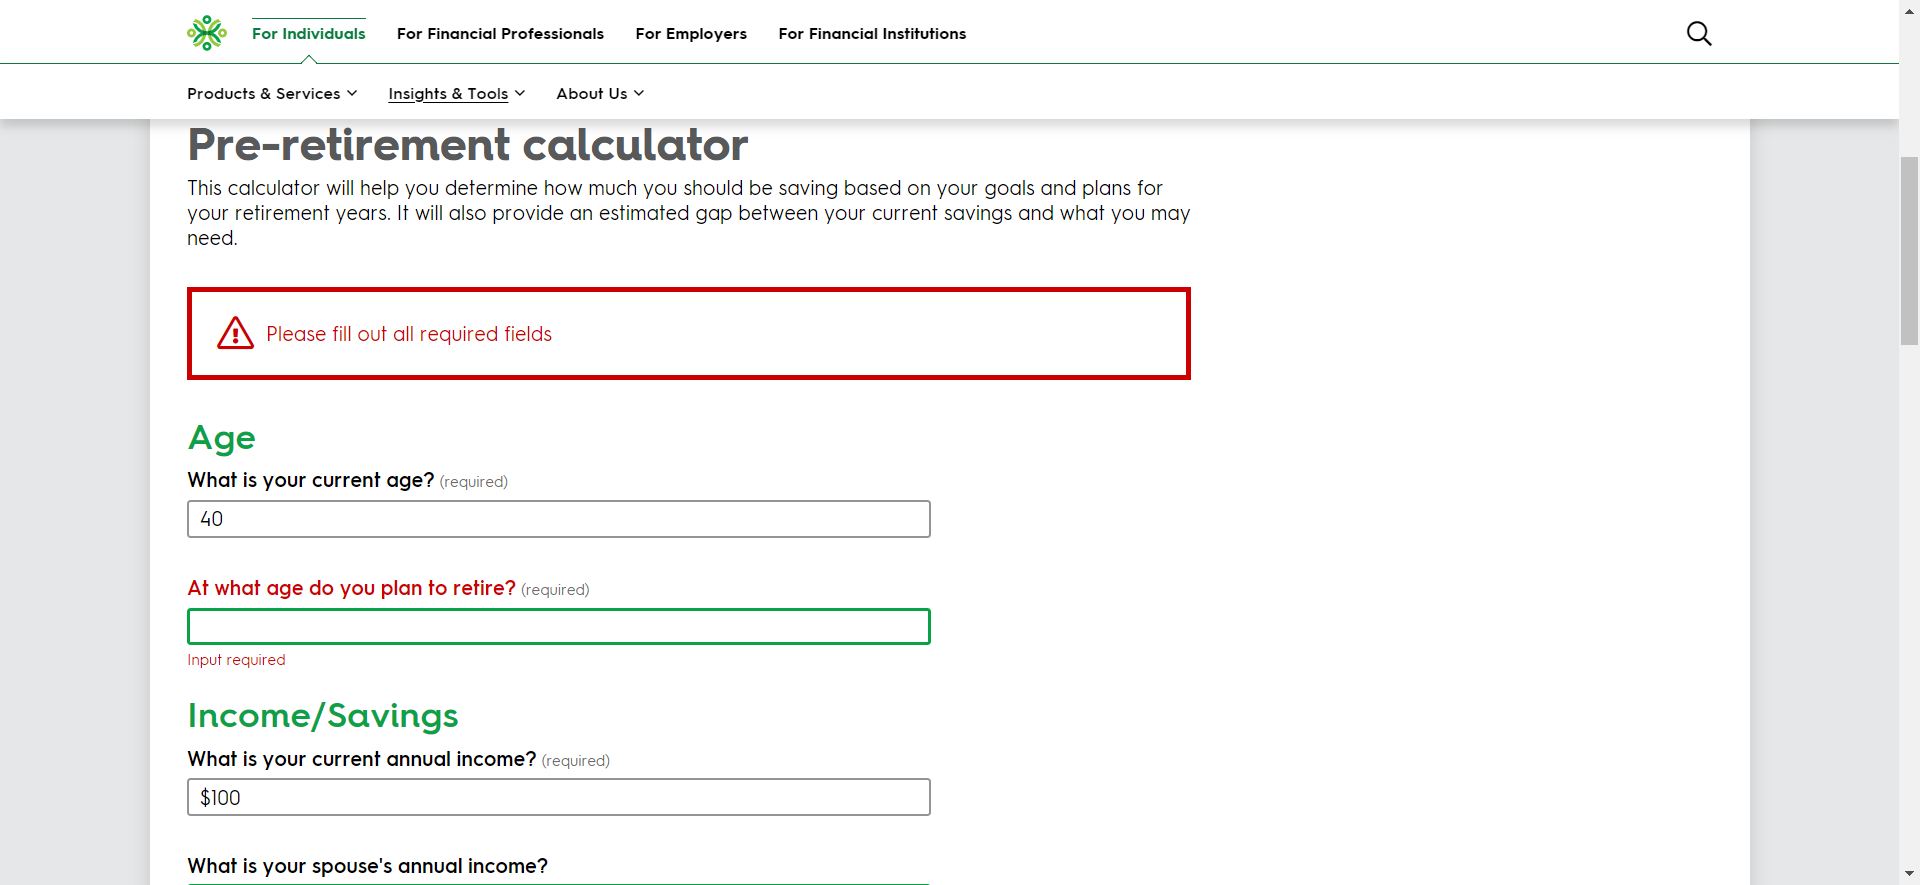 For Individuals
For Financial Professionals
For Employers
For Financial Institutions
Products & Services
Insights & Tools
About Us
Pre-retirement calculator
This calculator will help you determine how much you should be saving based on your goals and plans for
your retirement years. It will also provide an estimated gap between your current savings and what you may
need.
Please fill out all required fields
Age
What is your current age? (required)
40
At what age do you plan to retire? (required)
Input required
Income/Savings
What is your current annual income? (required)
$100
What is your spouse's annual income?